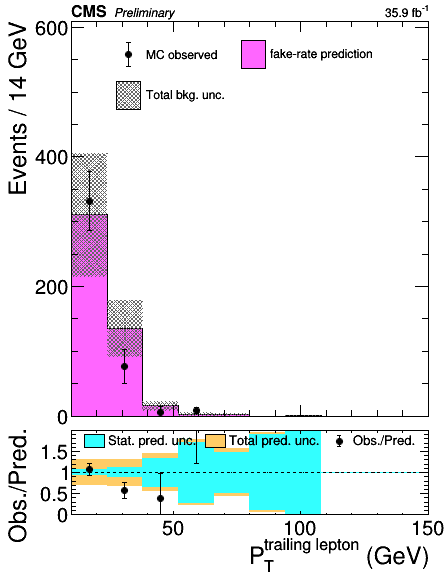 CMS Preliminary 35.9 fb⁻¹
600
MC observed
fake-rate prediction
Total bkg. unc.
Events / 14 GeV
400
200
0
Stat. pred. unc.
Total pred. unc.
Obs./Pred.
Obs./Pred.
1.5
1
0.5
0
50 100 150
P_T^trailing lepton (GeV)